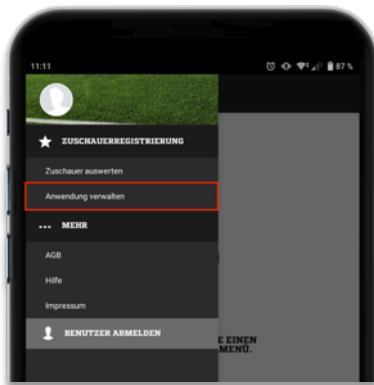 11:11
87 %
ZUSCHAUERREGISTRIERUNG
Zuschauer auswerten
Anwendung verwalten
MEHR
AGB
Hilfe
Impressum
BENUTZER ABMELDEN
E EINEN
MENÜ.